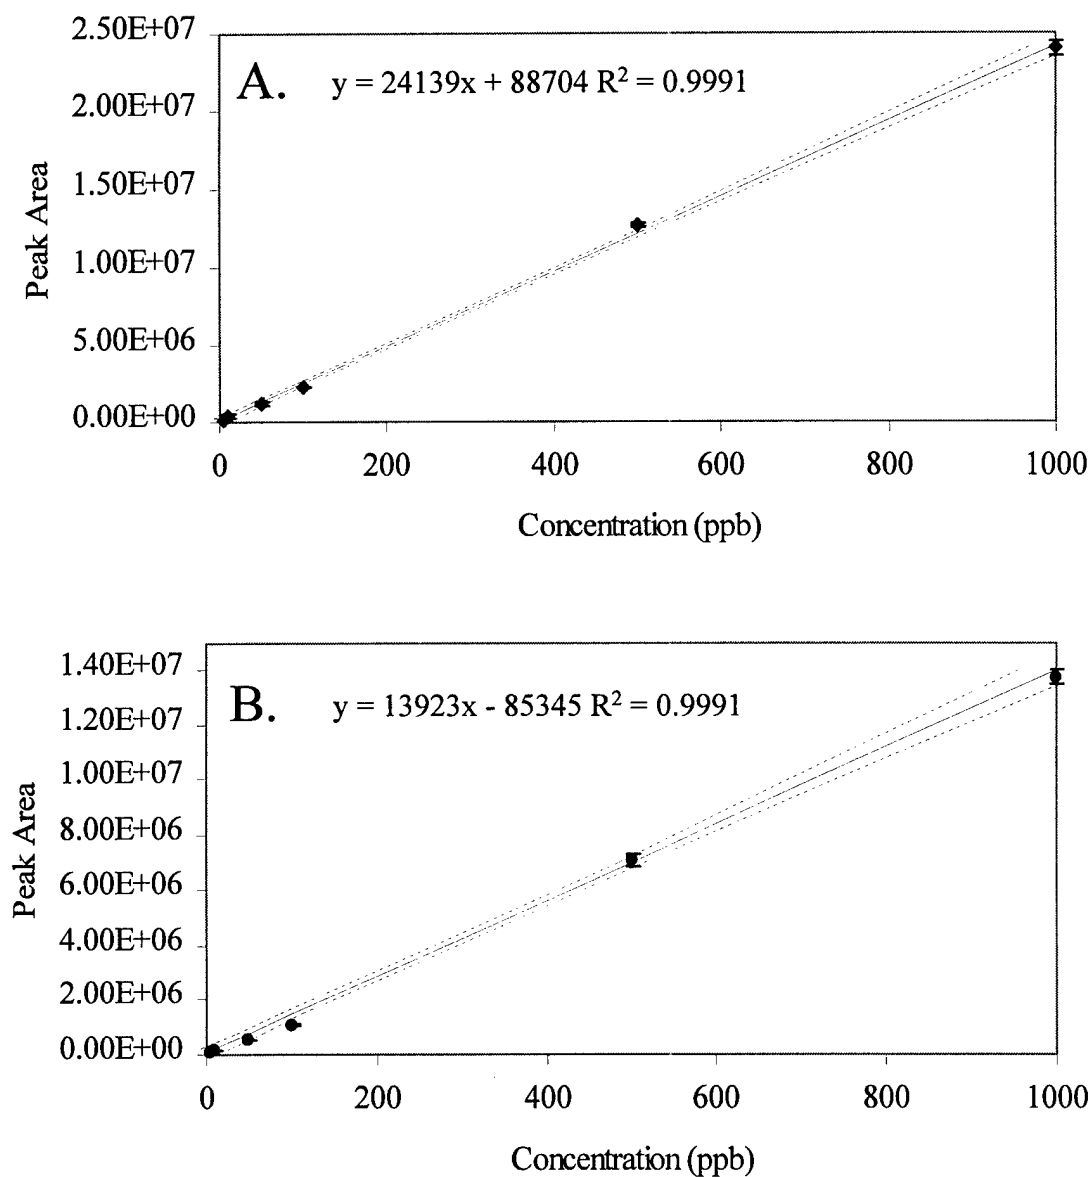 2.50E+07
A. y = 24139x + 88704 R² = 0.9991
2.00E+07
1.50E+07
1.00E+07
5.00E+06
0.00E+00
Peak Area
0 200 400 600 800 1000
Concentration (ppb)
1.40E+07
B. y = 13923x - 85345 R² = 0.9991
1.20E+07
1.00E+07
8.00E+06
6.00E+06
4.00E+06
2.00E+06
0.00E+00
Peak Area
0 200 400 600 800 1000
Concentration (ppb)